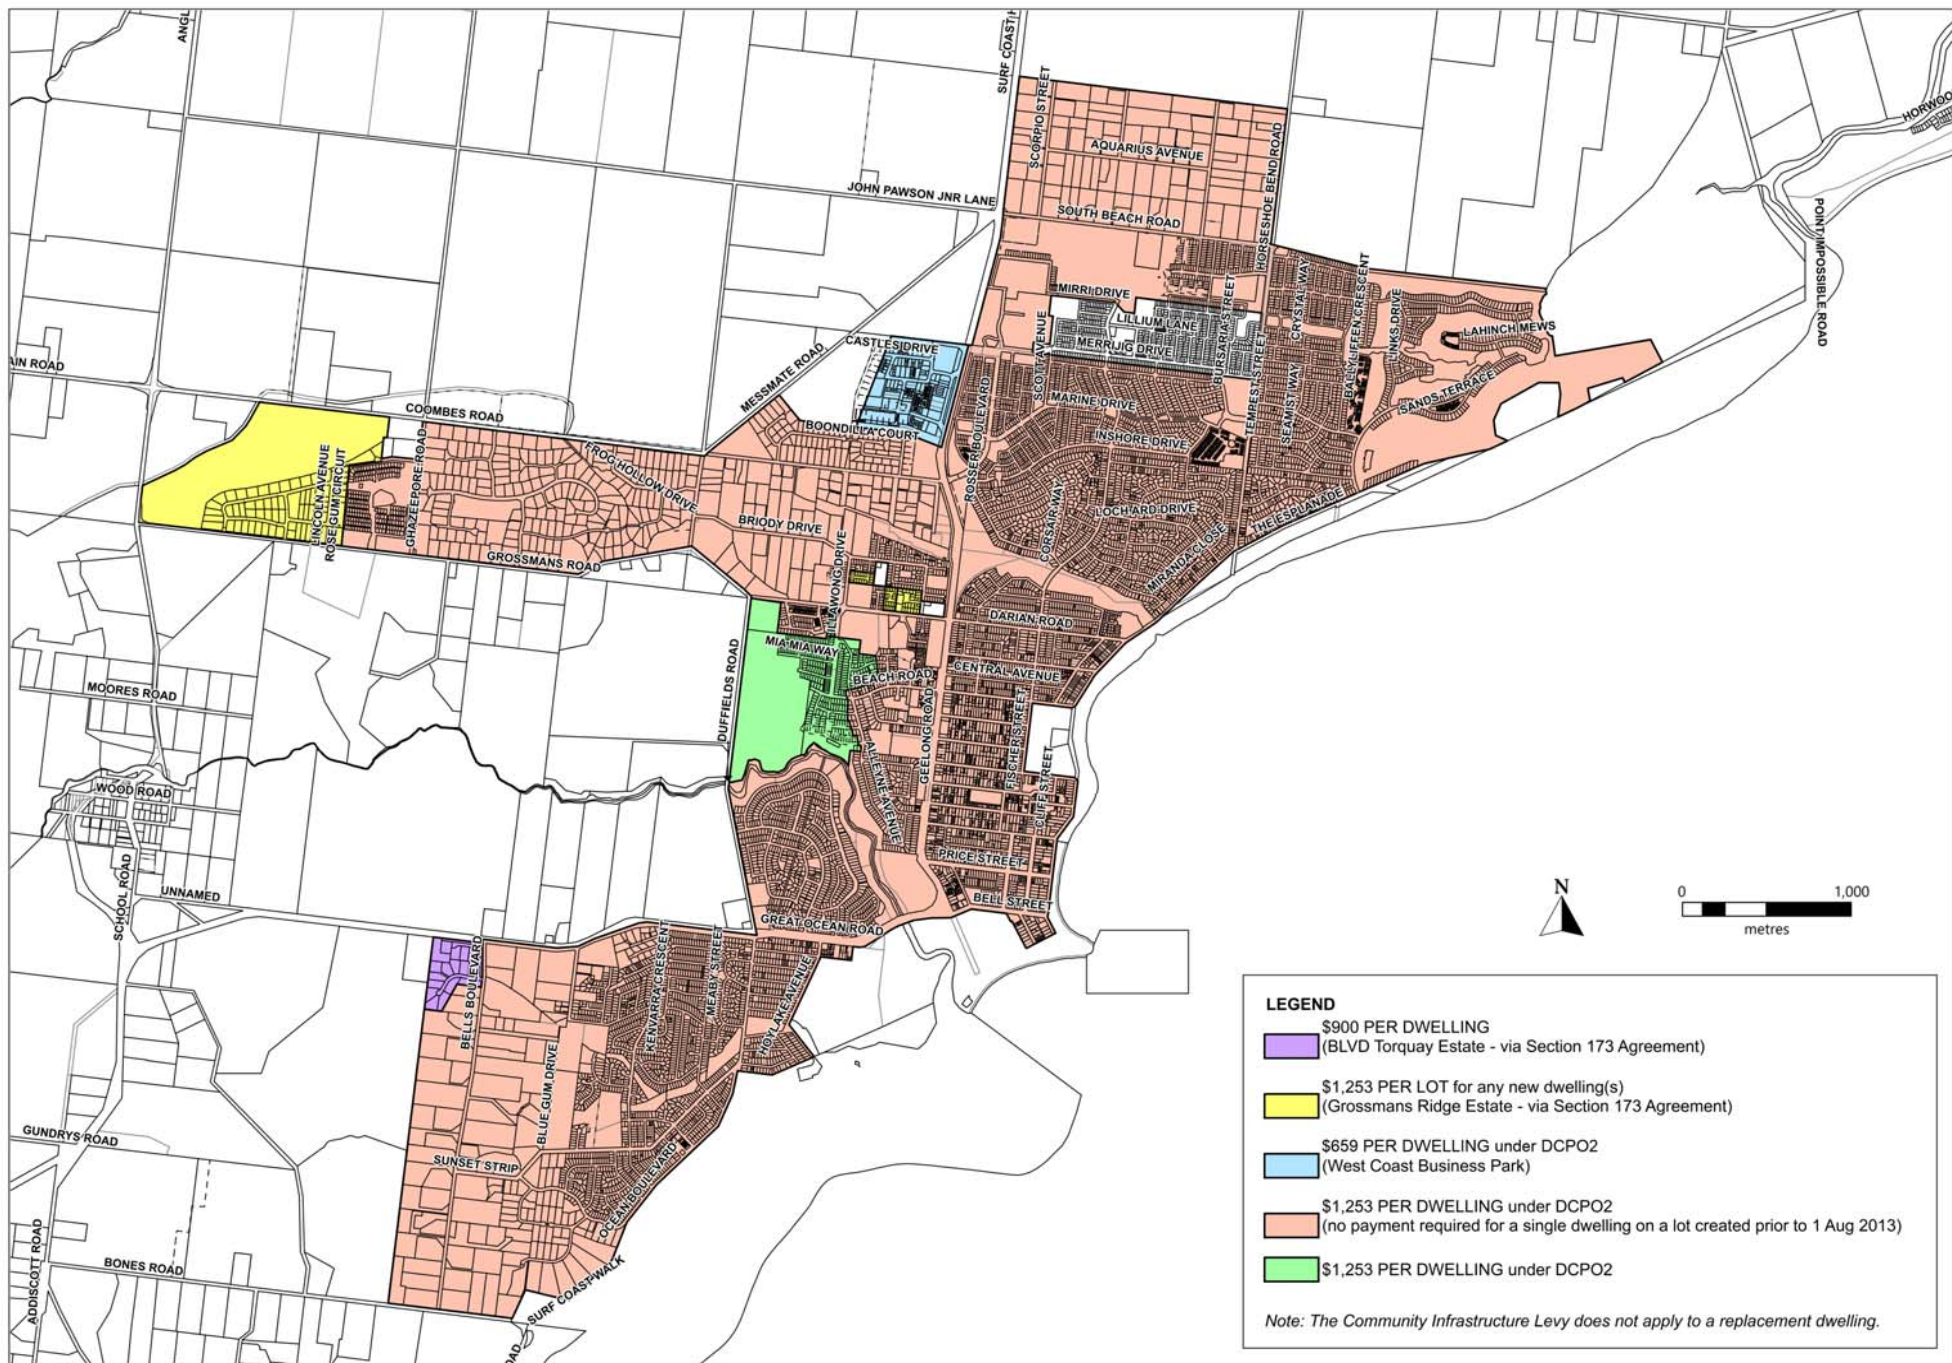 ANGL
SURF COAST H
SCORPIO STREET
AQUARIUS AVENUE
HORSESHOE BEND ROAD
HORWOO
JOHN PAWSON JNR LANE
SOUTH BEACH ROAD
POINT IMPOSSIBLE ROAD
MIRRI DRIVE
LILLIUM LANE
MERRIJIG DRIVE
SCOTT AVENUE
BURSARIA STREET
TEMPEST STREET
CRYSTAL WAY
SEAMIST WAY
BALLYLIFFEN CRESCENT
LINKS DRIVE
LAHINCH MEWS
SANDS TERRACE
CASTLES DRIVE
MESSMATE ROAD
AIN ROAD
COOMBES ROAD
BOONDILLA COURT
ROSSER BOULEVARD
MARINE DRIVE
INSHORE DRIVE
LINCOLN AVENUE
ROSE GUM CIRCUIT
GHAZEEPORE ROAD
FROG HOLLOW DRIVE
BRIODY DRIVE
CORSAIR WAY
LOCH ARD DRIVE
THE ESPLANADE
MIRANDA CLOSE
GROSSMANS ROAD
ILLAWONG DRIVE
DARIAN ROAD
MIA MIA WAY
DUFFIELDS ROAD
BEACH ROAD
CENTRAL AVENUE
MOORES ROAD
GEELONG ROAD
FISCHER STREET
CLIFF STREET
ALLEYNE AVENUE
WOOD ROAD
PRICE STREET
BELL STREET
SCHOOL ROAD
UNNAMED
GREAT OCEAN ROAD
BELLS BOULEVARD
KENVARRA CRESCENT
MEABY STREET
HOYLAKE AVENUE
BLUE GUM DRIVE
GUNDRYS ROAD
SUNSET STRIP
OCEAN BOULEVARD
ADDISCOTT ROAD
BONES ROAD
SURF COAST WALK
OAD
N
0 1,000
metres
LEGEND
$900 PER DWELLING
(BLVD Torquay Estate - via Section 173 Agreement)
$1,253 PER LOT for any new dwelling(s)
(Grossmans Ridge Estate - via Section 173 Agreement)
$659 PER DWELLING under DCPO2
(West Coast Business Park)
$1,253 PER DWELLING under DCPO2
(no payment required for a single dwelling on a lot created prior to 1 Aug 2013)
$1,253 PER DWELLING under DCPO2
Note: The Community Infrastructure Levy does not apply to a replacement dwelling.